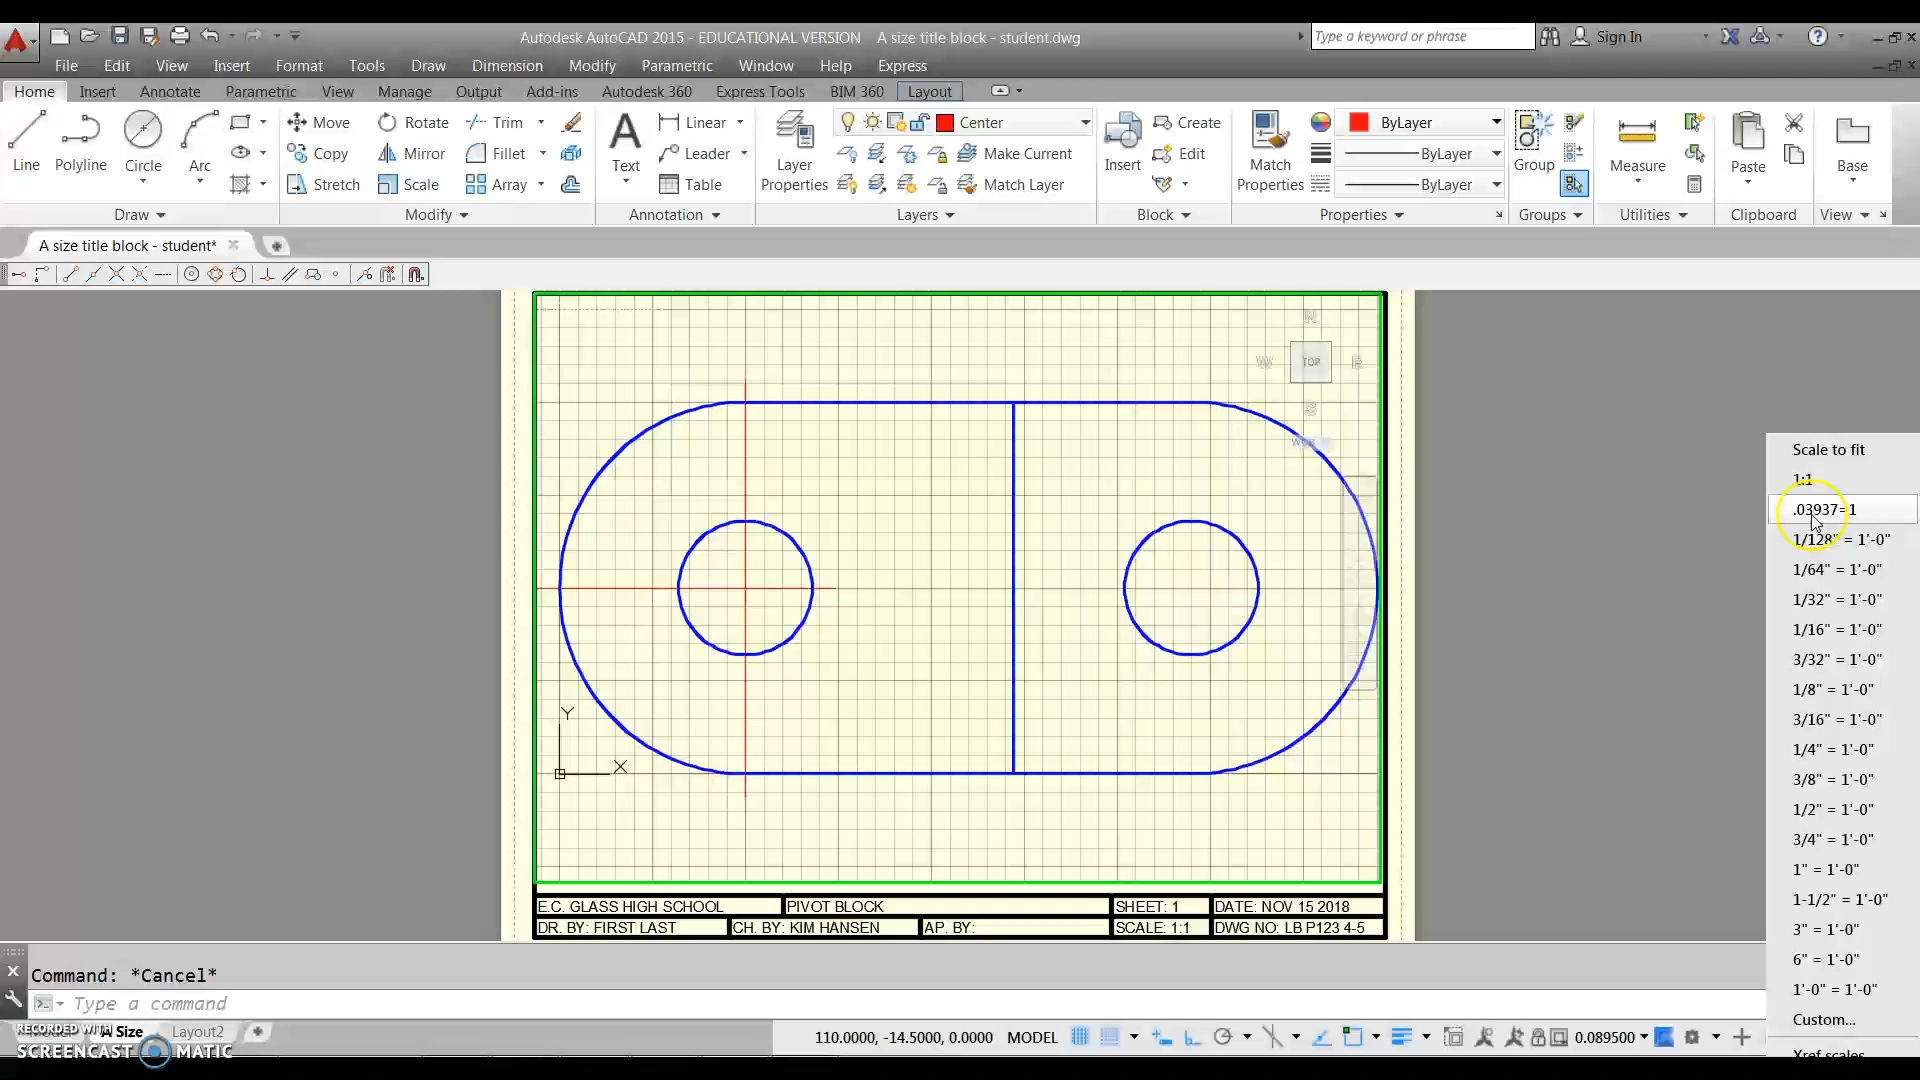 Autodesk AutoCAD 2015 - EDUCATIONAL VERSION A size title block - student.dwg
Type a keyword or phrase
Sign In
File Edit View Insert Format Tools Draw Dimension Modify Parametric Window Help Express
Home Insert Annotate Parametric View Manage Output Add-ins Autodesk 360 Express Tools BIM 360 Layout
Line Polyline Circle Arc
Move Rotate Trim
Copy Mirror Fillet
Stretch Scale Array
Text
Linear
Leader
Table
Layer Properties
Center
Make Current
Match Layer
Insert
Create
Edit
Match Properties
ByLayer
ByLayer
ByLayer
Group
Measure
Paste
Base
Draw Modify Annotation Layers Block Properties Groups Utilities Clipboard View
A size title block - student*
N
W TOP E
S
Y
X
E.C. GLASS HIGH SCHOOL PIVOT BLOCK SHEET: 1 DATE: NOV 15 2018
DR. BY: FIRST LAST CH. BY: KIM HANSEN AP. BY: SCALE: 1:1 DWG NO: LB P123 4-5
Scale to fit
1:1
.03937=1
1/128" = 1'-0"
1/64" = 1'-0"
1/32" = 1'-0"
1/16" = 1'-0"
3/32" = 1'-0"
1/8" = 1'-0"
3/16" = 1'-0"
1/4" = 1'-0"
3/8" = 1'-0"
1/2" = 1'-0"
3/4" = 1'-0"
1" = 1'-0"
1-1/2" = 1'-0"
3" = 1'-0"
6" = 1'-0"
1'-0" = 1'-0"
Custom...
Xref scales
Command: *Cancel*
Type a command
A Size Layout2
RECORDED WITH
SCREENCAST MATIC
110.0000, -14.5000, 0.0000 MODEL
0.089500